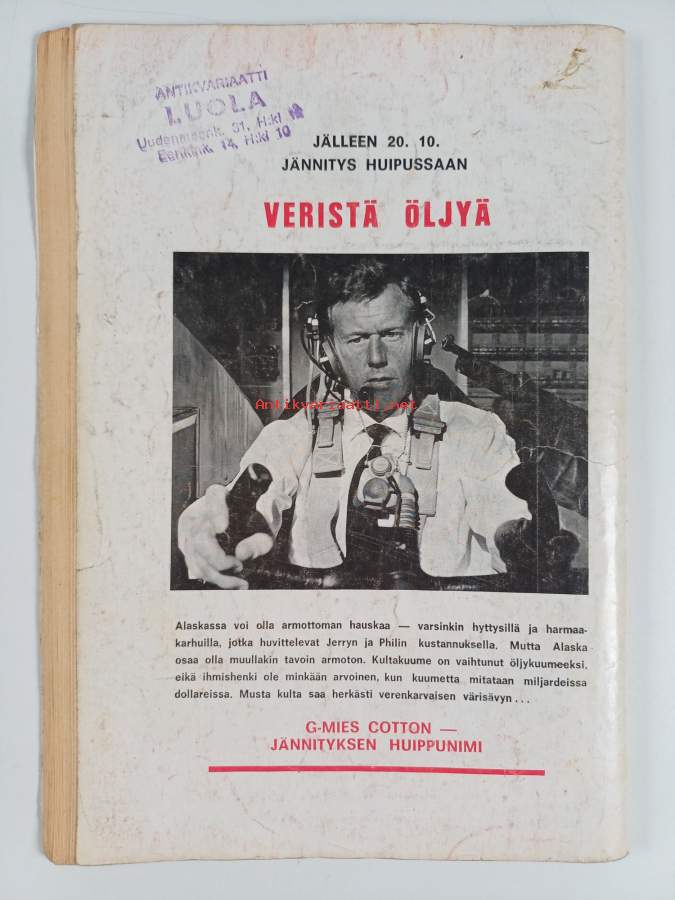 ANTIKVARIAATTI
LUOLA
Uudenmaank. 31, H:ki 12
Eerikink. 14, H:ki 10
5
JÄLLEEN 20. 10.
JÄNNITYS HUIPUSSAAN
VERISTÄ ÖLJYÄ
Antikvariaatti.net
Alaskassa voi olla armottoman hauskaa — varsinkin hyttysillä ja harmaa-
karhuilla, jotka huvittelevat Jerryn ja Philin kustannuksella. Mutta Alaska
osaa olla muullakin tavoin armoton. Kultakuume on vaihtunut öljykuumeeksi,
eikä ihmishenki ole minkään arvoinen, kun kuumetta mitataan miljardeissa
dollareissa. Musta kulta saa herkästi verenkarvaisen värisävyn...
G-MIES COTTON —
JÄNNITYKSEN HUIPPUNIMI